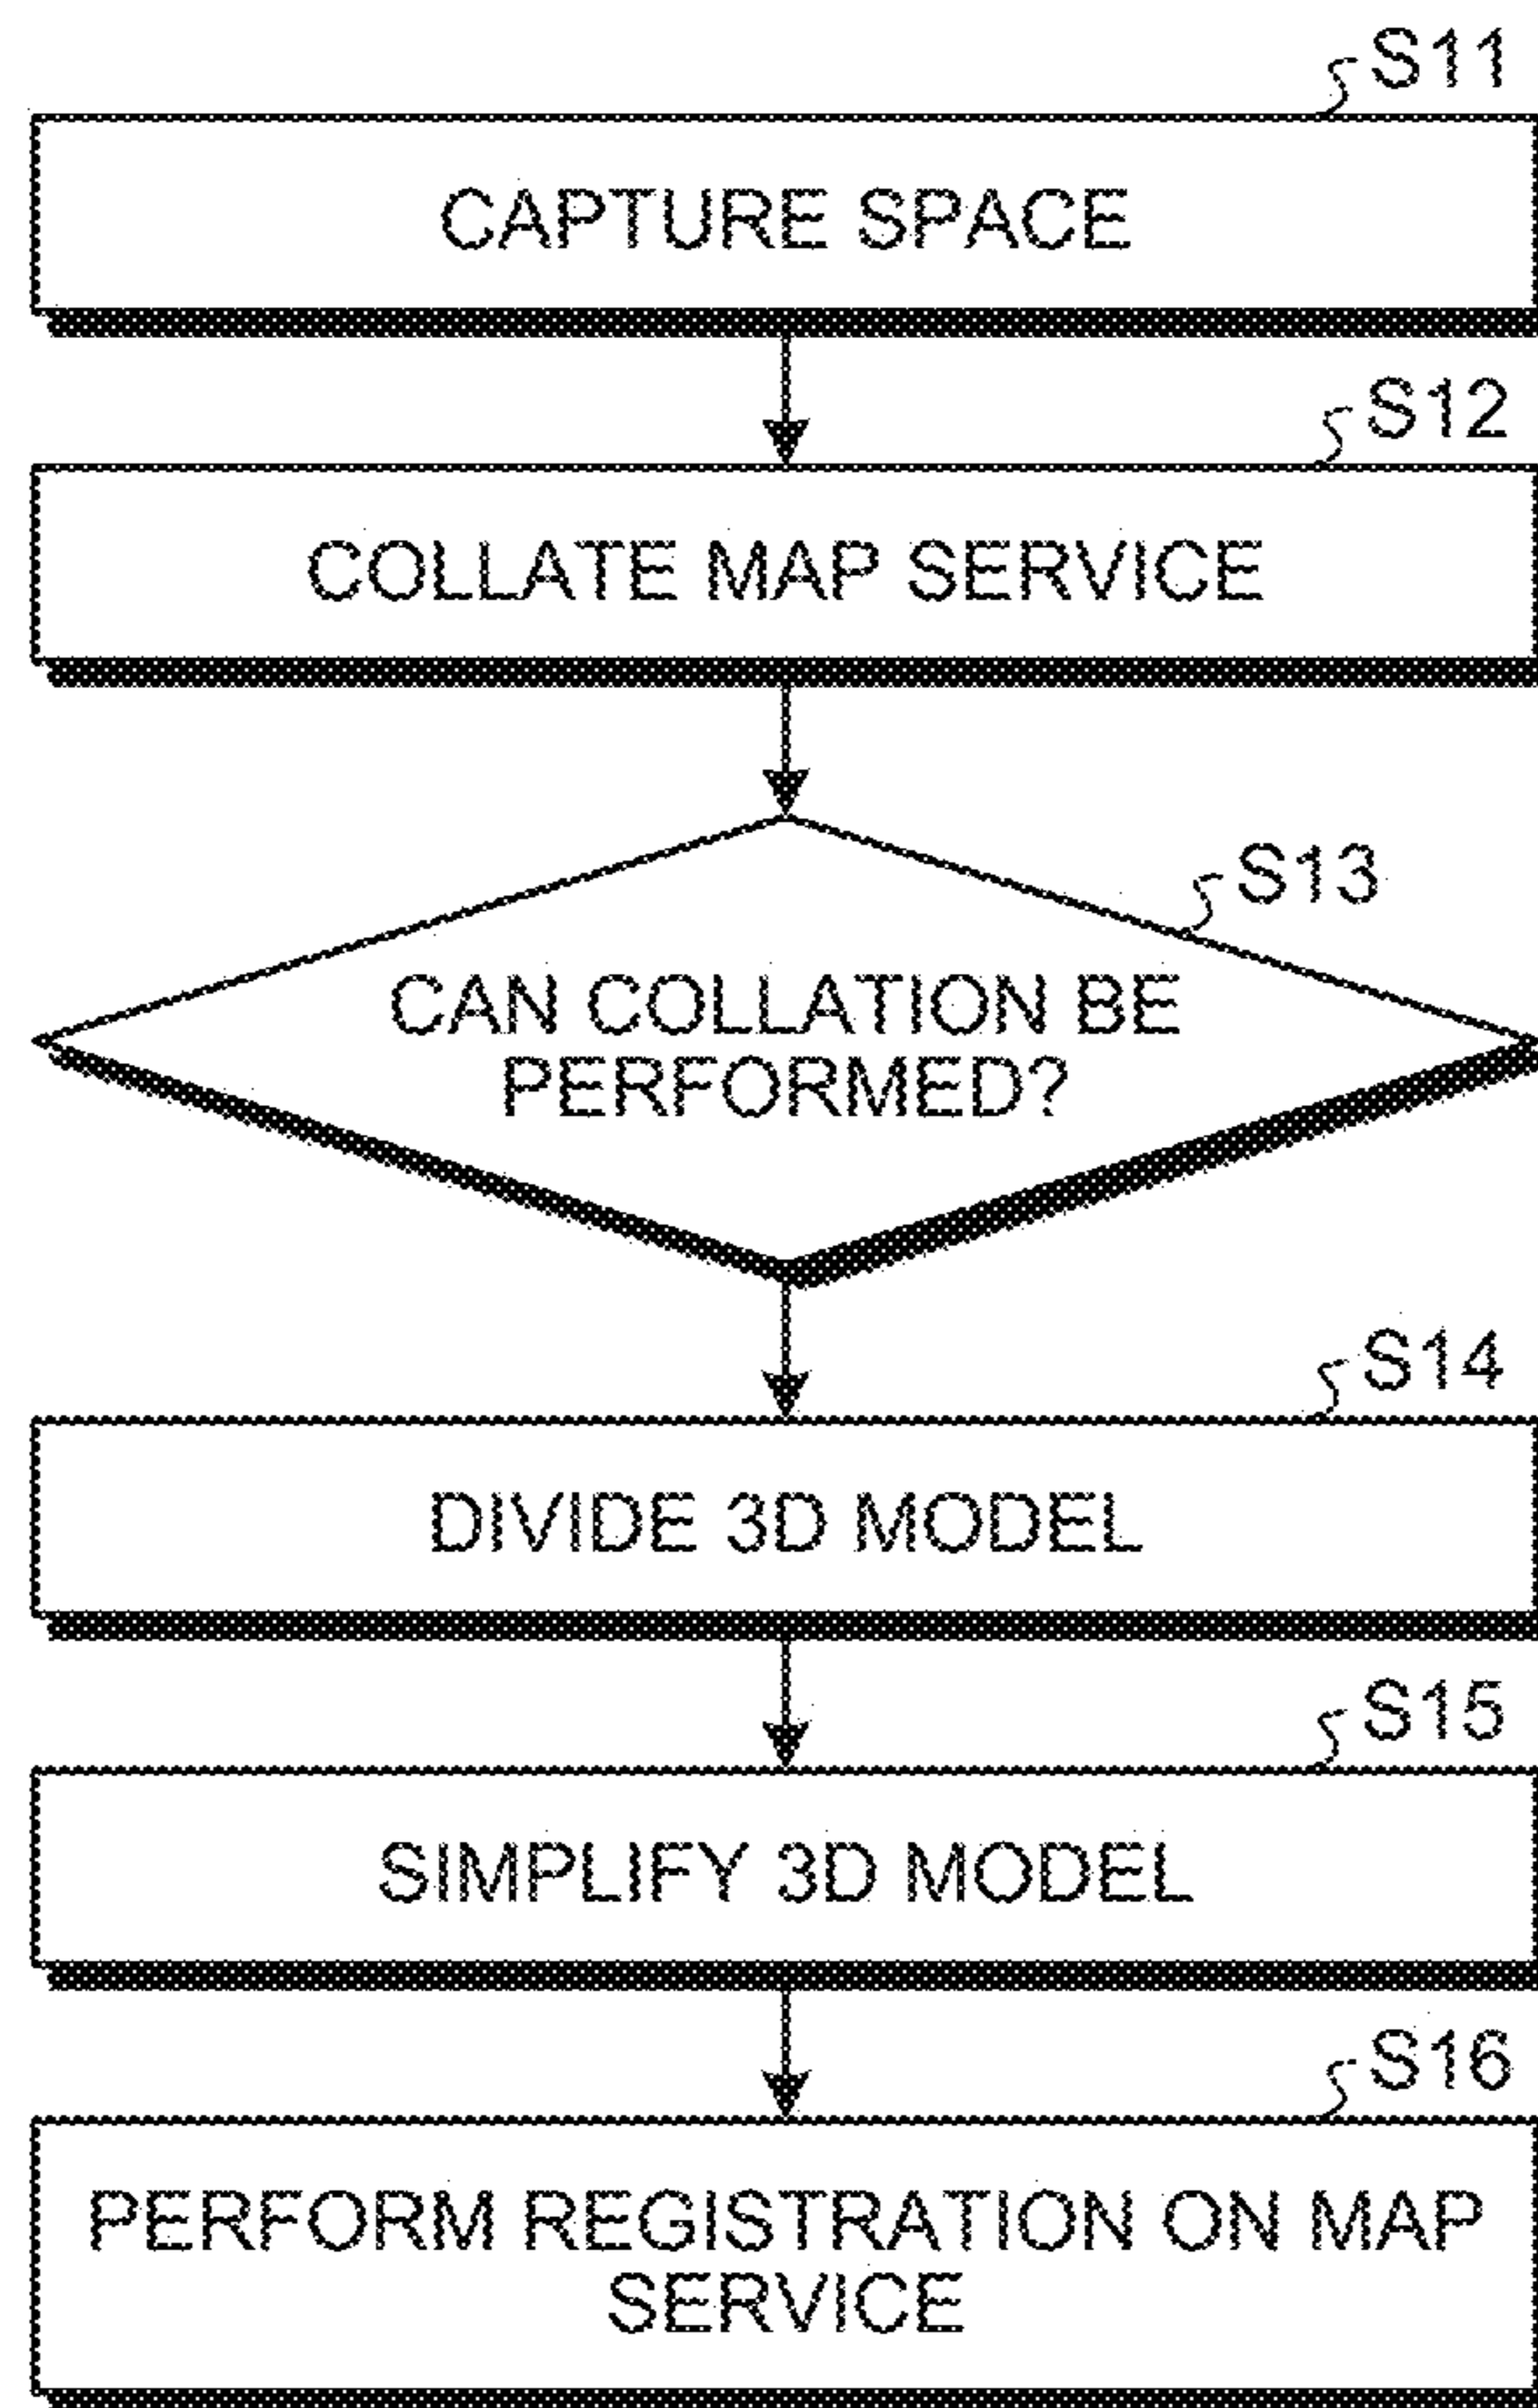 S11
CAPTURE SPACE
S12
COLLATE MAP SERVICE
S13
CAN COLLATION BE
PERFORMED?
S14
DIVIDE 3D MODEL
S15
SIMPLIFY 3D MODEL
S16
PERFORM REGISTRATION ON MAP
SERVICE